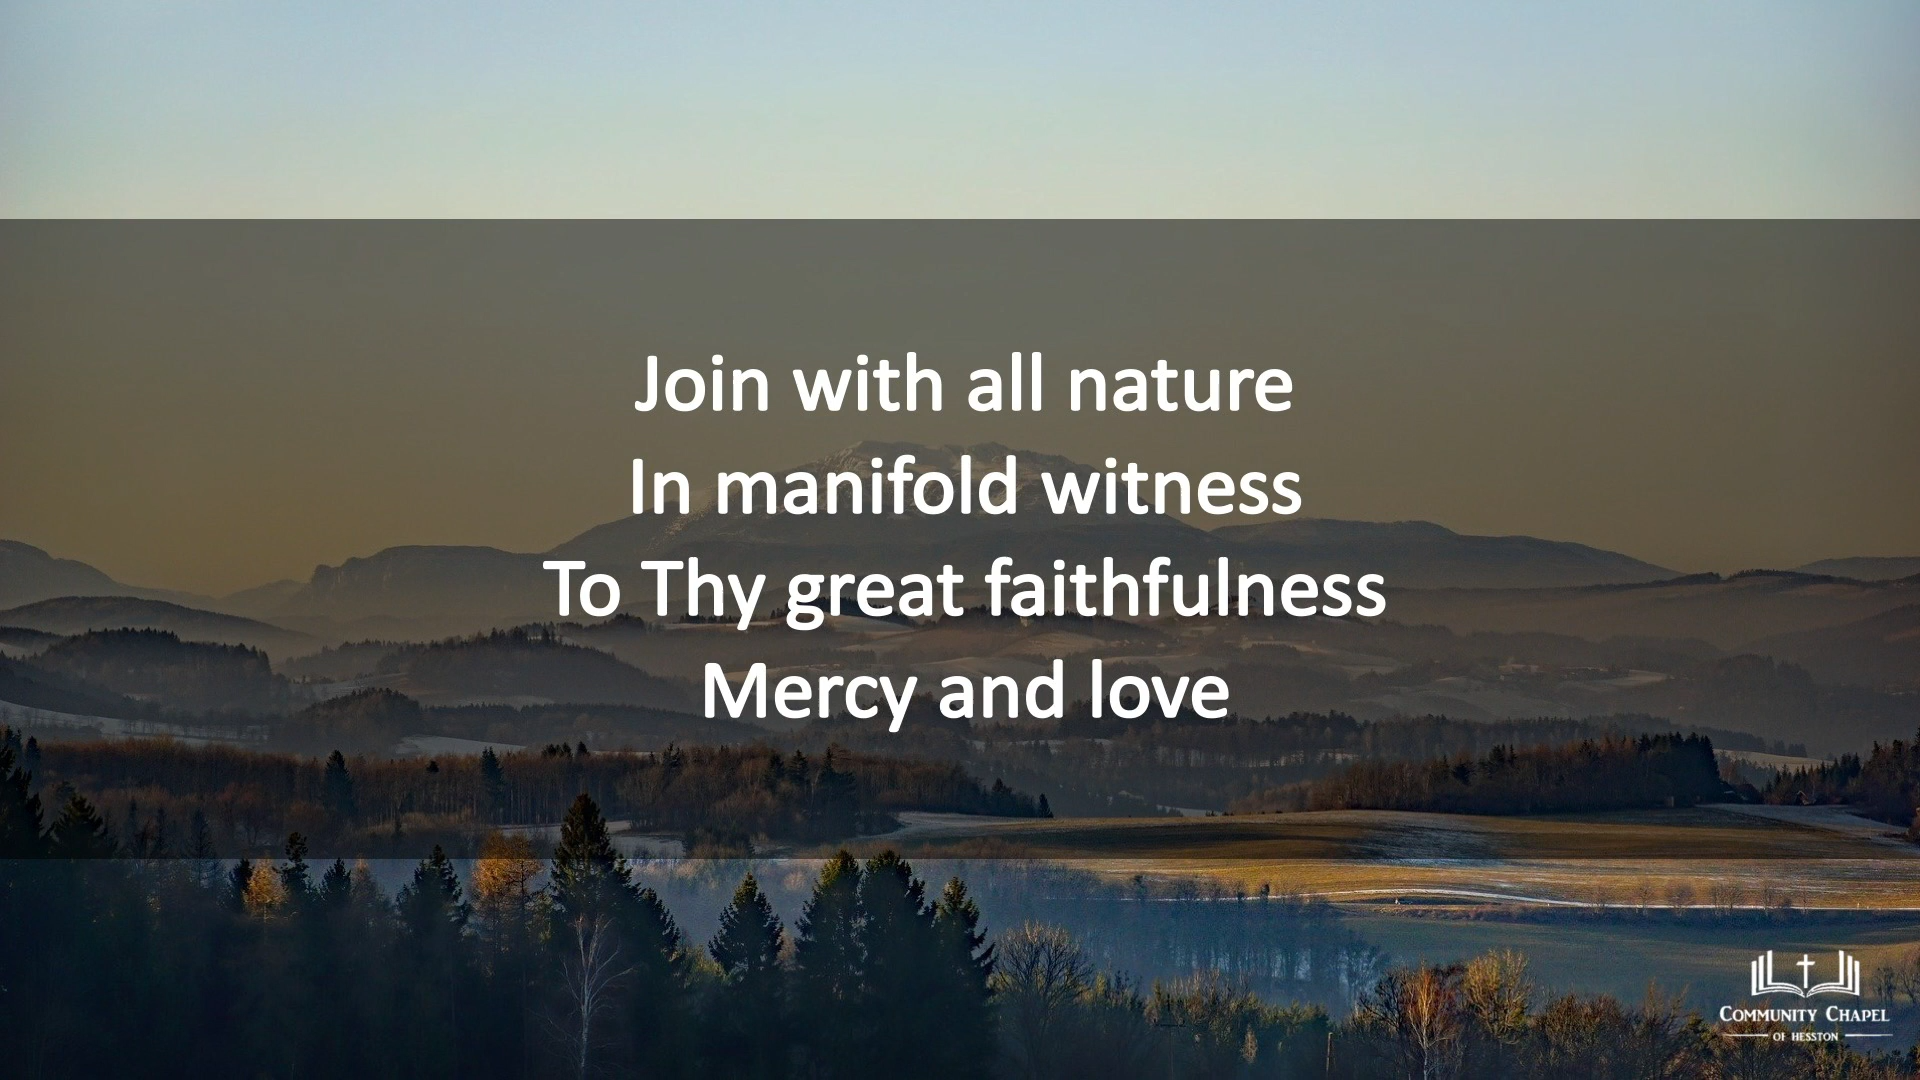 Join with all nature
In manifold witness
To Thy great faithfulness
Mercy and love
Community Chapel
of Hesston